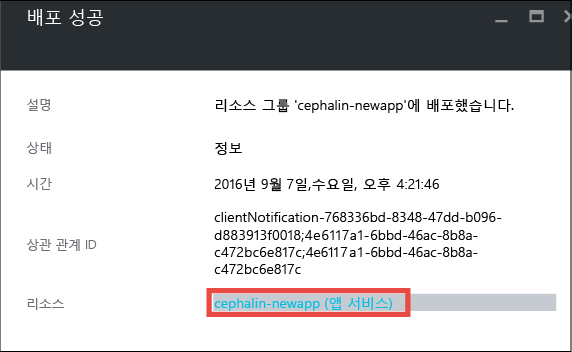 배포 성공
설명 리소스 그룹 'cephalin-newapp'에 배포했습니다.
상태 정보
시간 2016년 9월 7일,수요일, 오후 4:21:46
상관 관계 ID clientNotification-768336bd-8348-47dd-b096-
d883913f0018;4e6117a1-6bbd-46ac-8b8a-
c472bc6e817c;4e6117a1-6bbd-46ac-8b8a-
c472bc6e817c
리소스 cephalin-newapp (앱 서비스)